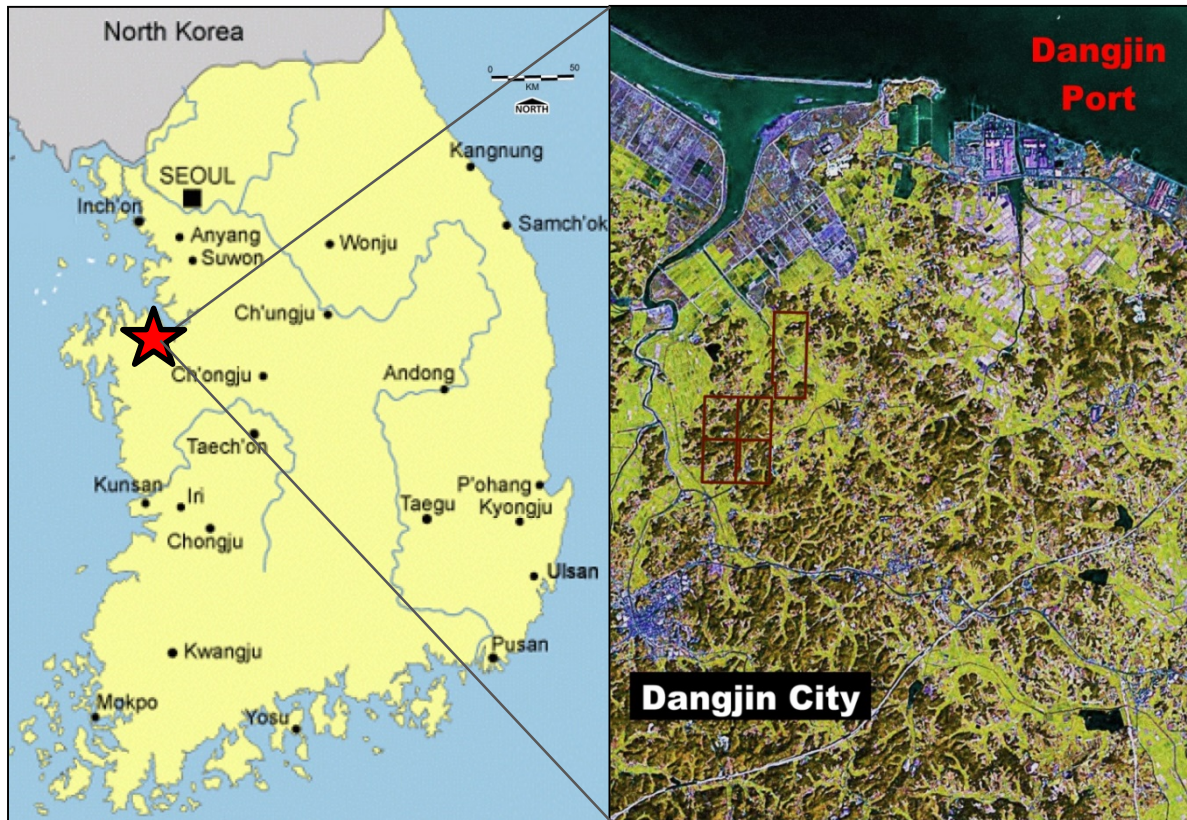 North Korea
0 50
KM
NORTH
Kangnung
SEOUL
Inch'on
Samch'ok
Anyang
Wonju
Suwon
Ch'ungju
Ch'ongju
Andong
Taech'on
Kunsan
P'ohang
Iri
Taegu
Kyongju
Chongju
Ulsan
Kwangju
Pusan
Mokpo
Yosu
Dangjin
Port
Dangjin City